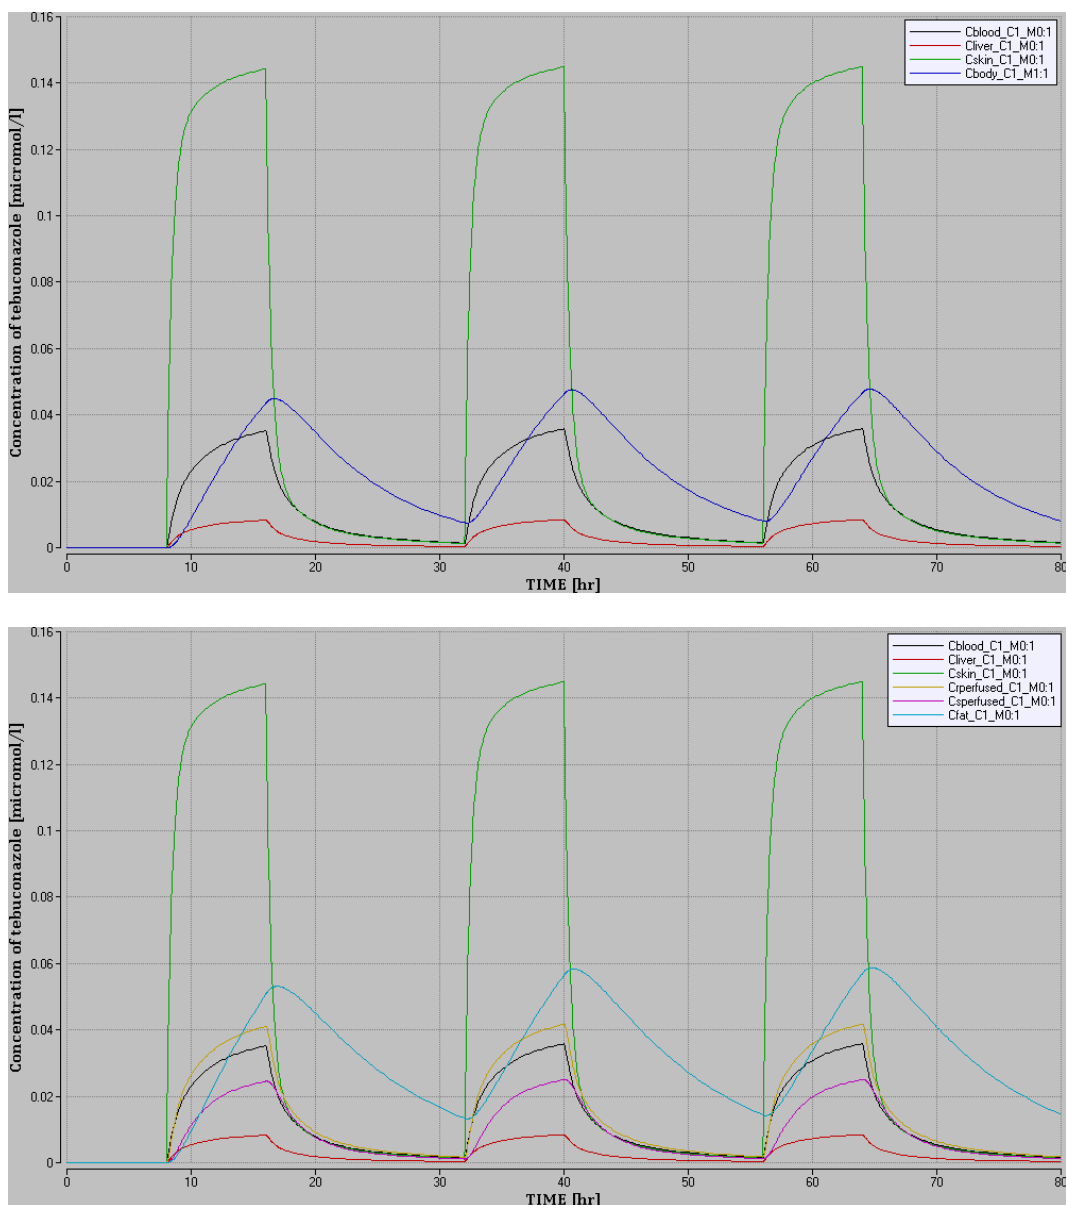 0.16
0.14
0.12
0.1
0.08
0.06
0.04
0.02
0
Concentration of tebuconazole [micromol/l]
Cblood_C1_M0:1
Cliver_C1_M0:1
Cskin_C1_M0:1
Cbody_C1_M1:1
0 10 20 30 40 50 60 70 80
TIME [hr]
0.16
0.14
0.12
0.1
0.08
0.06
0.04
0.02
0
Concentration of tebuconazole [micromol/l]
Cblood_C1_M0:1
Cliver_C1_M0:1
Cskin_C1_M0:1
Crperfused_C1_M0:1
Csperfused_C1_M0:1
Cfat_C1_M0:1
0 10 20 30 40 50 60 70 80
TIME [hr]